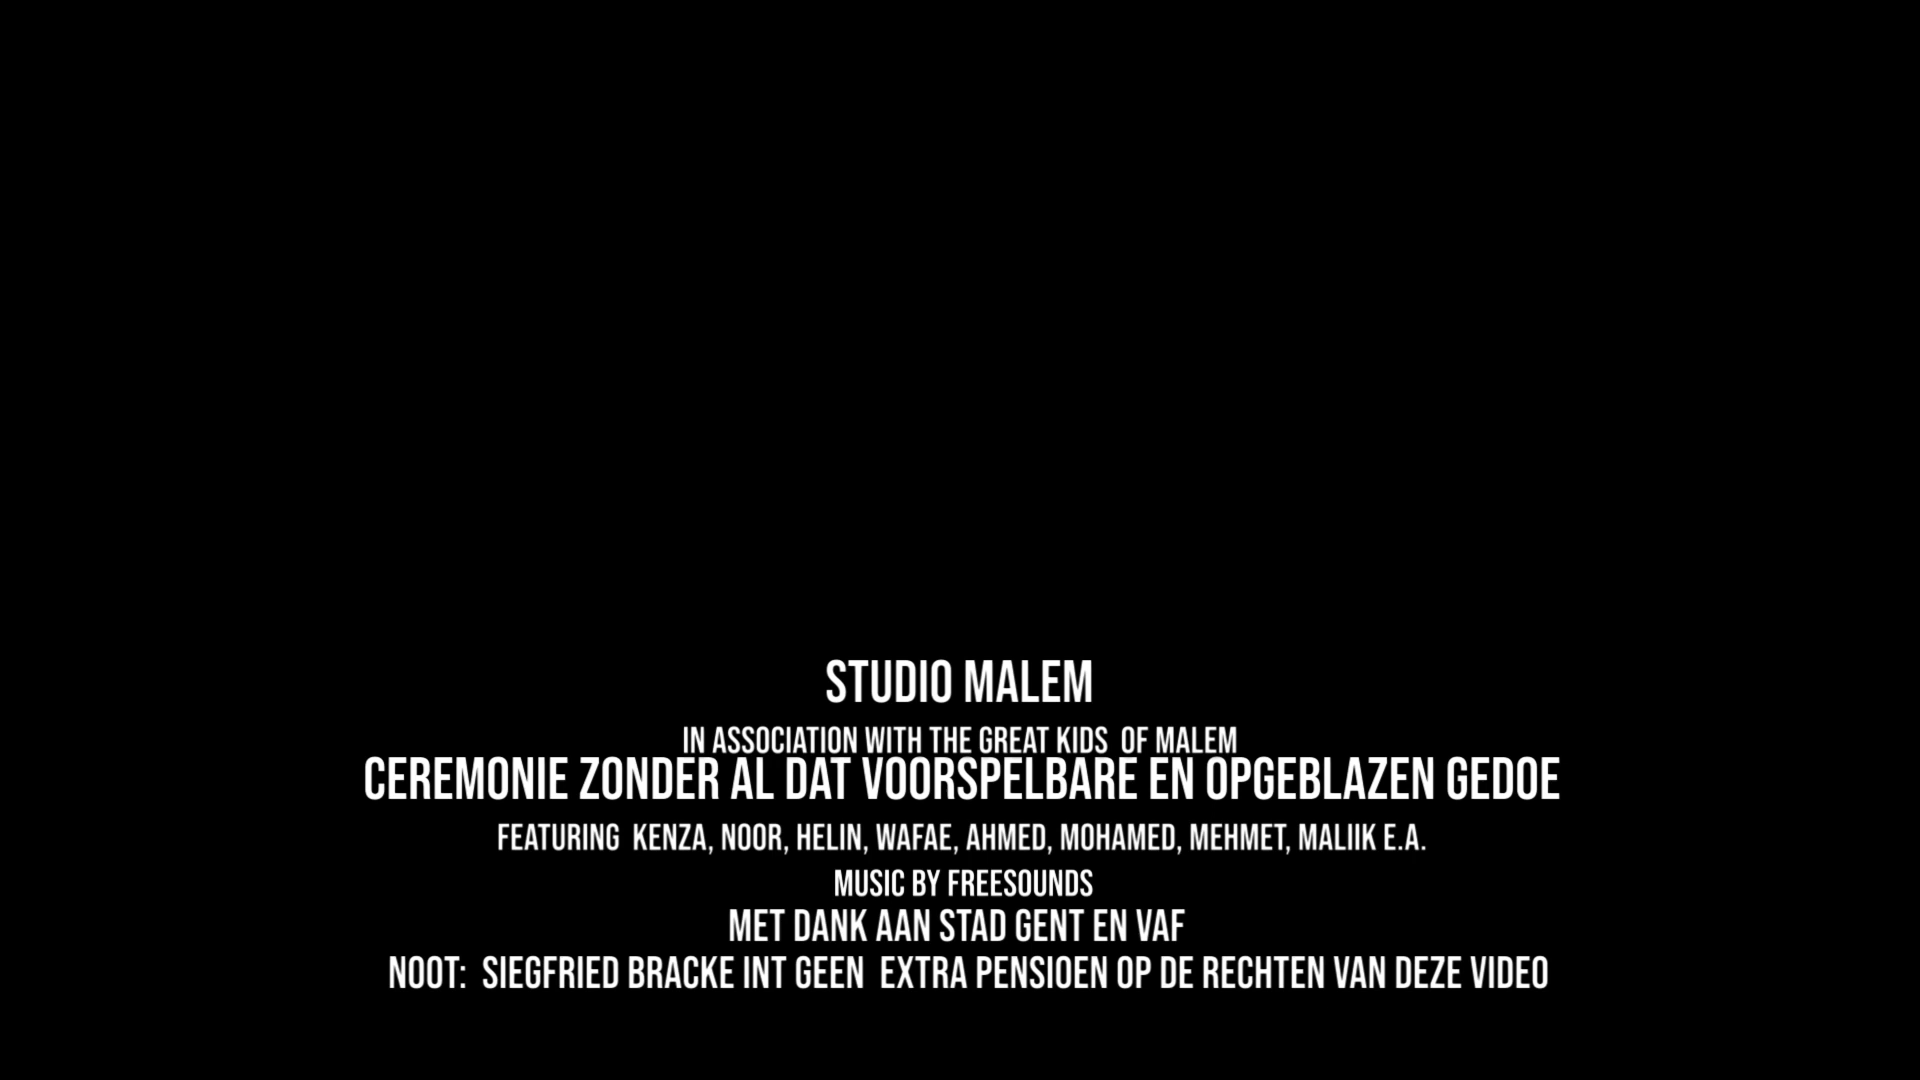 STUDIO MALEM
IN ASSOCIATION WITH THE GREAT KIDS OF MALEM
CEREMONIE ZONDER AL DAT VOORSPELBARE EN OPGEBLAZEN GEDOE
FEATURING KENZA, NOOR, HELIN, WAFAE, AHMED, MOHAMED, MEHMET, MALIIK E.A.
MUSIC BY FREESOUNDS
MET DANK AAN STAD GENT EN VAF
NOOT: SIEGFRIED BRACKE INT GEEN EXTRA PENSIOEN OP DE RECHTEN VAN DEZE VIDEO